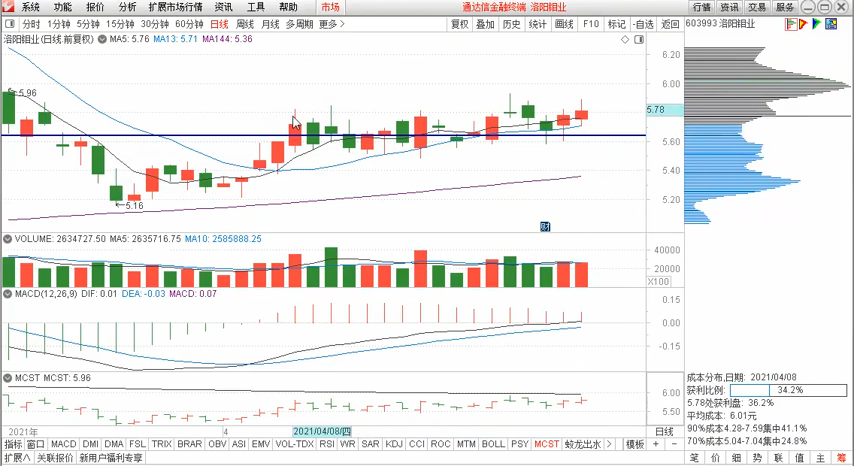 系统 功能 报价 分析 扩展市场行情 资讯 工具 帮助 市场 通达信金融终端 洛阳钼业 行情 资讯 交易 服务
分时 1分钟 5分钟 15分钟 30分钟 60分钟 日线 周线 月线 多周期 更多> 复权 叠加 历史 统计 画线 F10 标记 -自选 返回
603993 洛阳钼业
洛阳钼业(日线.前复权) MA5: 5.76 MA13: 5.71 MA144: 5.36
6.20
6.00
5.96
5.78
5.60
5.40
5.20
5.16
财
VOLUME: 2634727.50 MA5: 2635716.75 MA10: 2585888.25
40000
20000
X100
MACD(12,26,9) DIF: 0.01 DEA: -0.03 MACD: 0.07
0.15
0.00
-0.15
MCST MCST: 5.96
6.00
5.50
2021年 4 2021/04/08/四 日线
成本分布,日期: 2021/04/08
获利比例: 34.2%
5.78处获利盘: 36.2%
平均成本: 6.01元
90%成本4.28-7.59集中41.1%
70%成本5.04-7.04集中24.8%
指标 窗口 MACD DMI DMA FSL TRIX BRAR OBV ASI EMV VOL-TDX RSI WR SAR KDJ CCI ROC MTM BOLL PSY MCST 蛟龙出水 > 模板 + -
扩展∧ 关联报价 新用户福利专享 笔 价 细 势 联 值 主 筹